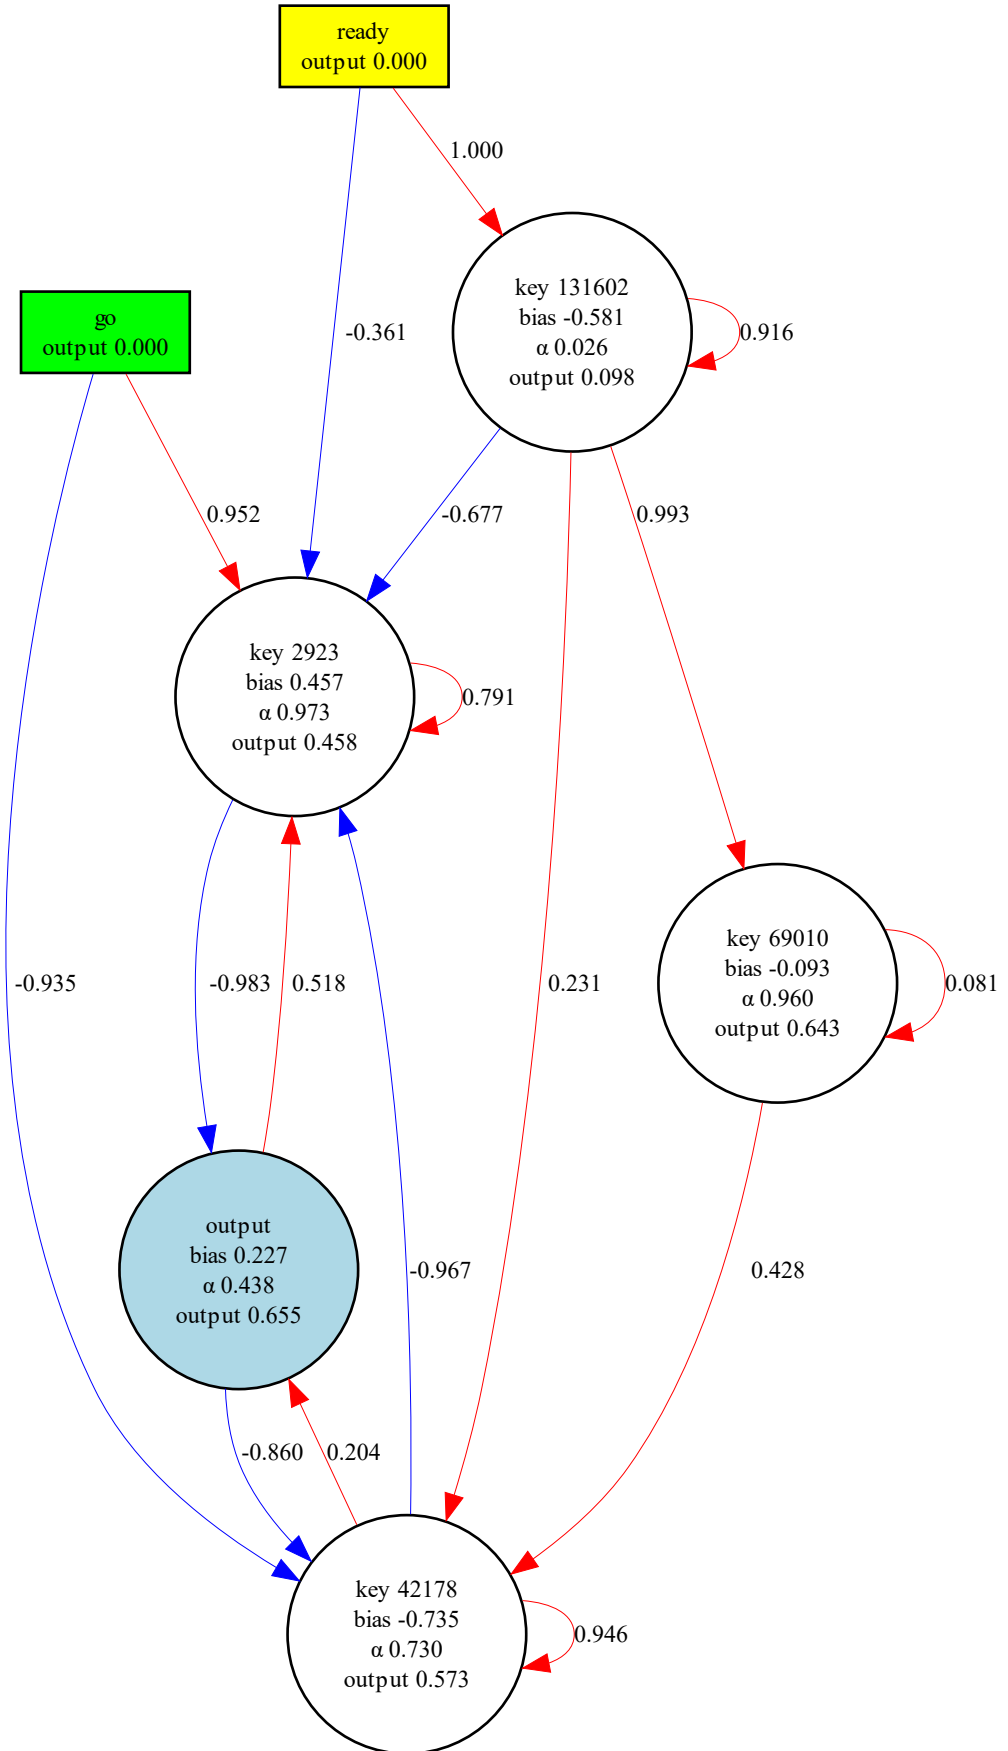 ready
output 0.000
1.000
key 131602
bias -0.581
α 0.026
output 0.098
0.916
go
output 0.000
-0.361
0.952
-0.677
0.993
key 2923
bias 0.457
α 0.973
output 0.458
0.791
key 69010
bias -0.093
α 0.960
output 0.643
0.081
-0.935
-0.983
0.518
0.231
output
bias 0.227
α 0.438
output 0.655
-0.967
0.428
-0.860
0.204
key 42178
bias -0.735
α 0.730
output 0.573
0.946